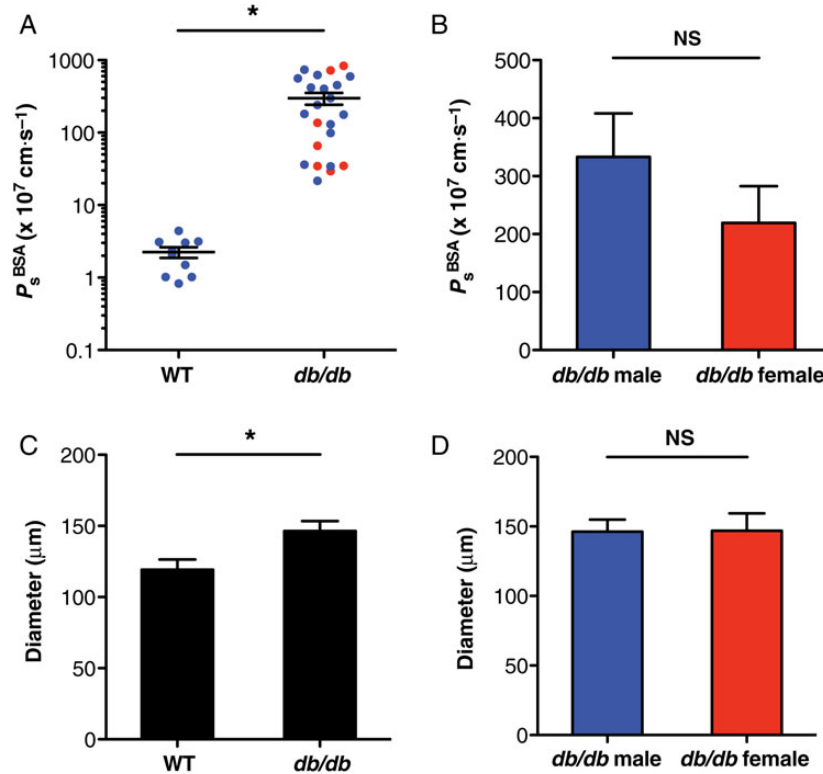 A
*
P_s^BSA (x 10^7 cm·s^–1)
1000
100
10
1
0.1
WT
db/db
B
NS
P_s^BSA (x 10^7 cm·s^–1)
500
400
300
200
100
0
db/db male
db/db female
C
*
Diameter (μm)
200
150
100
50
0
WT
db/db
D
NS
Diameter (μm)
200
150
100
50
0
db/db male
db/db female